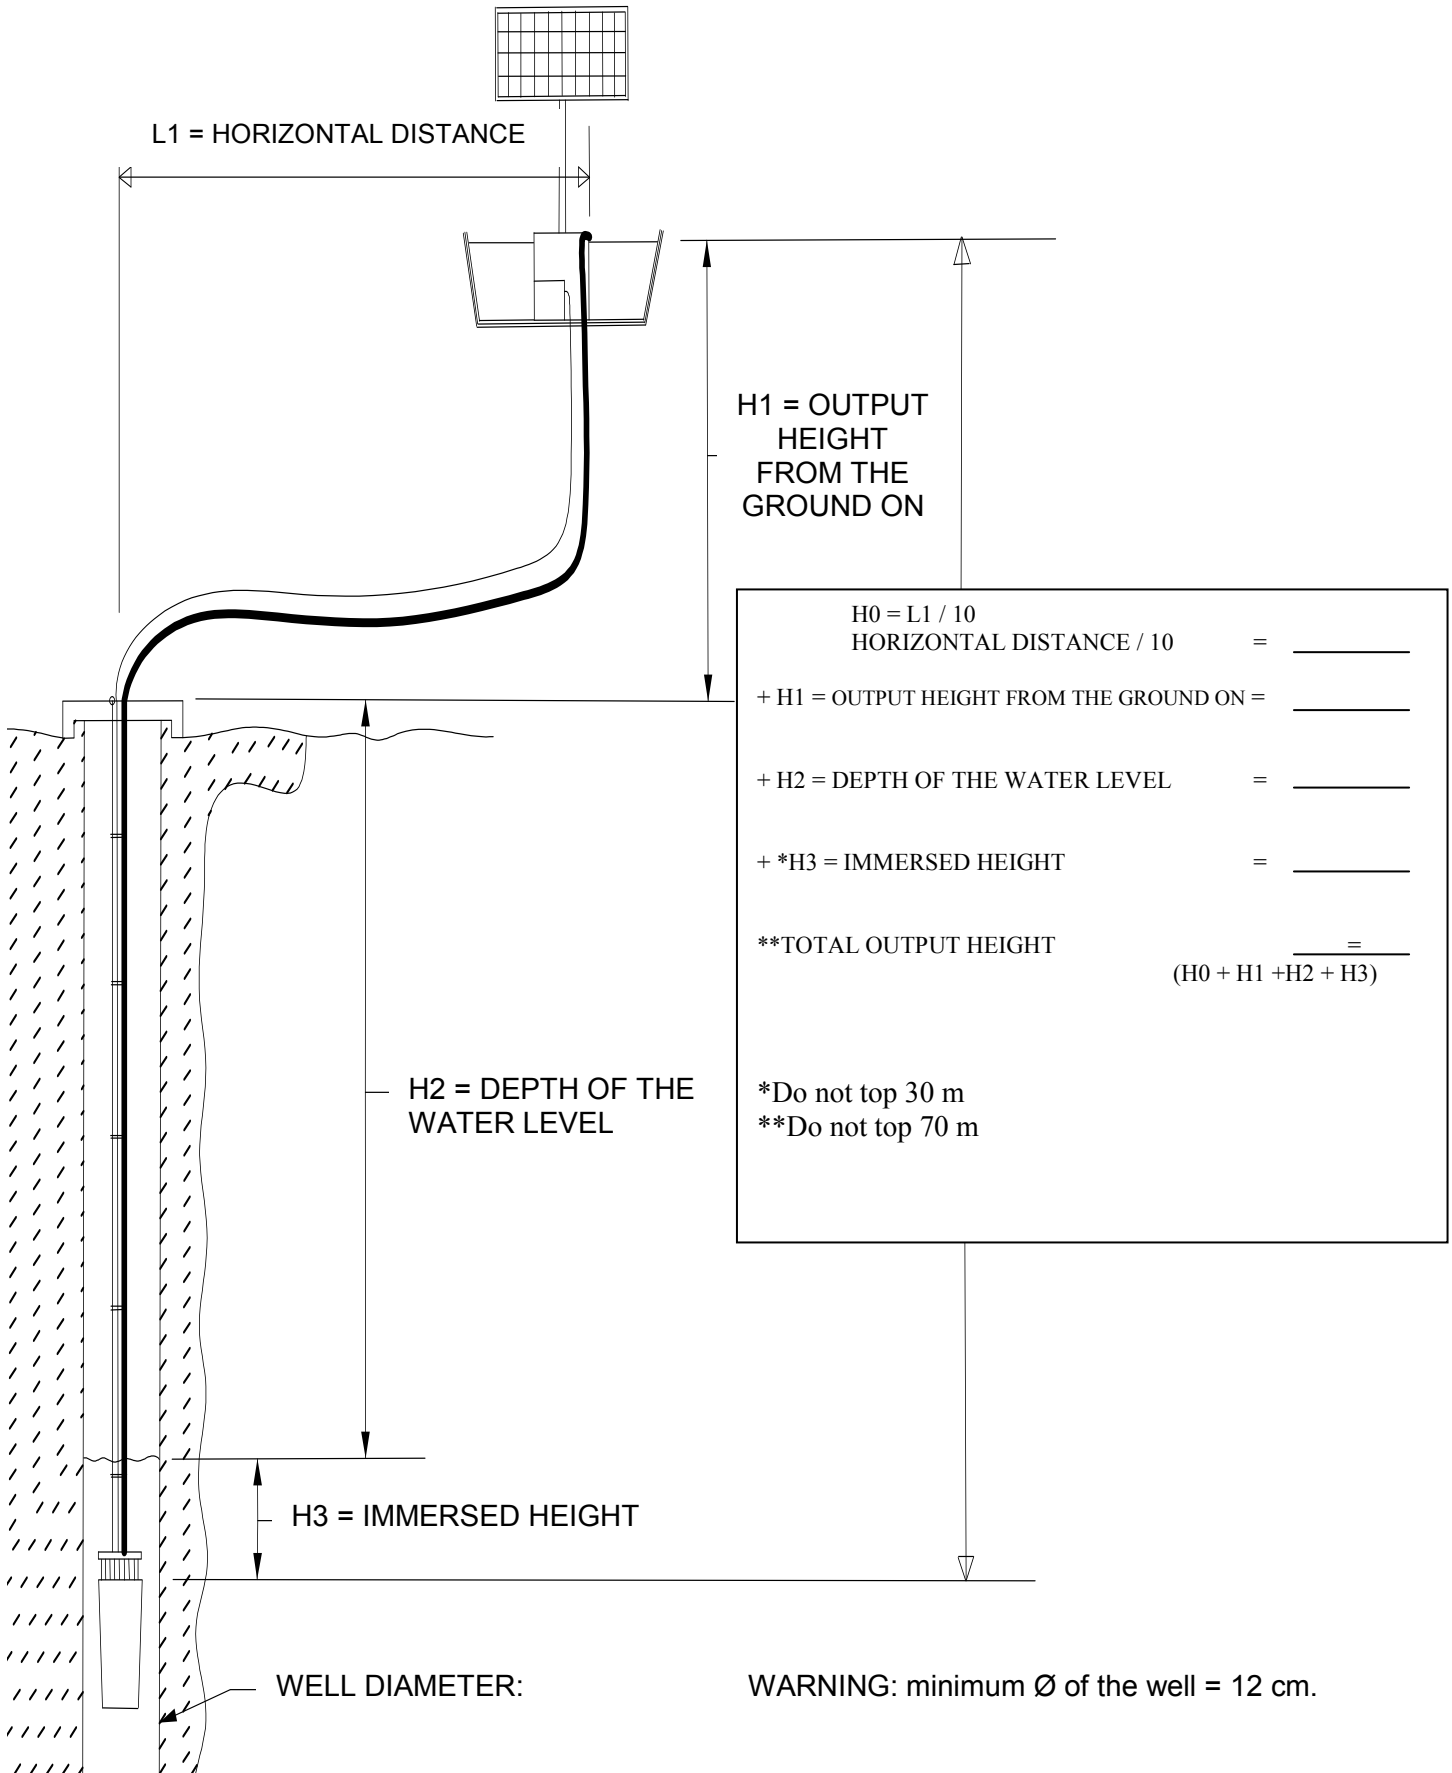 L1 = HORIZONTAL DISTANCE
H1 = OUTPUT
HEIGHT
FROM THE
GROUND ON
H0 = L1 / 10
HORIZONTAL DISTANCE / 10 =
+ H1 = OUTPUT HEIGHT FROM THE GROUND ON =
+ H2 = DEPTH OF THE WATER LEVEL =
+ *H3 = IMMERSED HEIGHT =
**TOTAL OUTPUT HEIGHT =
(H0 + H1 +H2 + H3)
*Do not top 30 m
**Do not top 70 m
H2 = DEPTH OF THE
WATER LEVEL
H3 = IMMERSED HEIGHT
WELL DIAMETER:
WARNING: minimum Ø of the well = 12 cm.